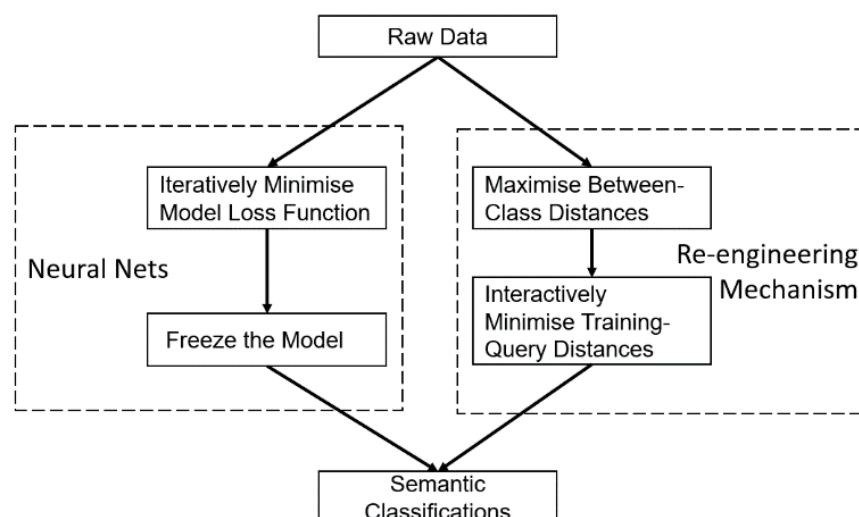 Raw Data
Iteratively Minimise
Model Loss Function
Maximise Between-
Class Distances
Neural Nets
Re-engineering
Mechanism
Interactively
Minimise Training-
Query Distances
Freeze the Model
Semantic
Classifications